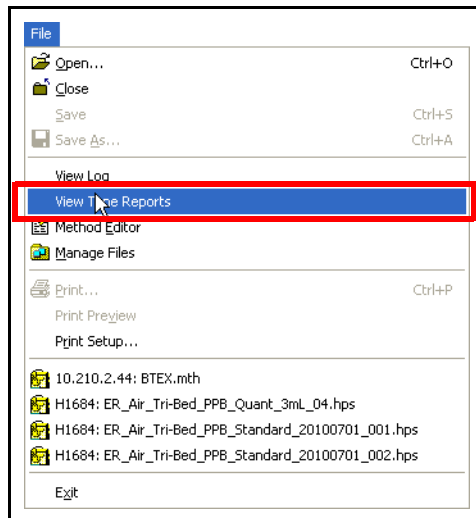 File
Open... Ctrl+O
Close
Save Ctrl+S
Save As... Ctrl+A
View Log
View Tune Reports
Method Editor
Manage Files
Print... Ctrl+P
Print Preview
Print Setup...
10.210.2.44: BTEX.mth
H1684: ER_Air_Tri-Bed_PPB_Quant_3mL_04.hps
H1684: ER_Air_Tri-Bed_PPB_Standard_20100701_001.hps
H1684: ER_Air_Tri-Bed_PPB_Standard_20100701_002.hps
Exit